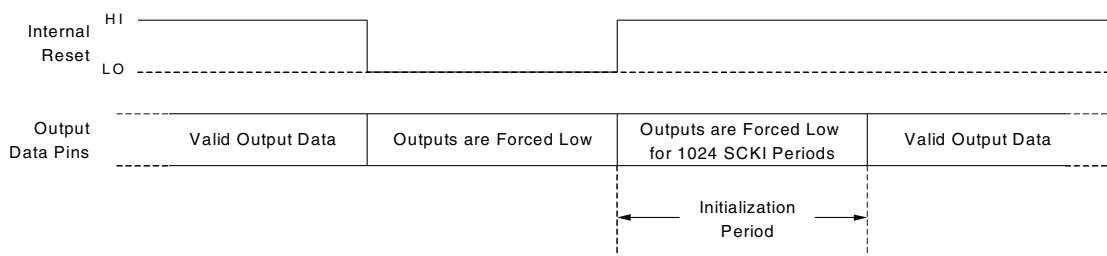 HI
Internal
Reset
LO
Output
Data Pins
Valid Output Data
Outputs are Forced Low
Outputs are Forced Low
for 1024 SCKI Periods
Valid Output Data
Initialization
Period